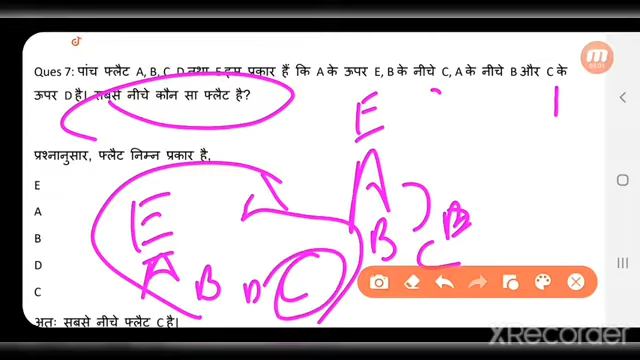 Ques 7: पांच फ्लैट A, B, C, D तथा E इस प्रकार हैं कि A के ऊपर E, B के नीचे C, A के नीचे B और C के
ऊपर D है। सबसे नीचे कौन सा फ्लैट है?
E
प्रश्नानुसार, फ्लैट निम्न प्रकार है,
A
E
E
A
A
B
B
B
C
B
D
D
C
C
अतः सबसे नीचे फ्लैट C है।
XRecorder